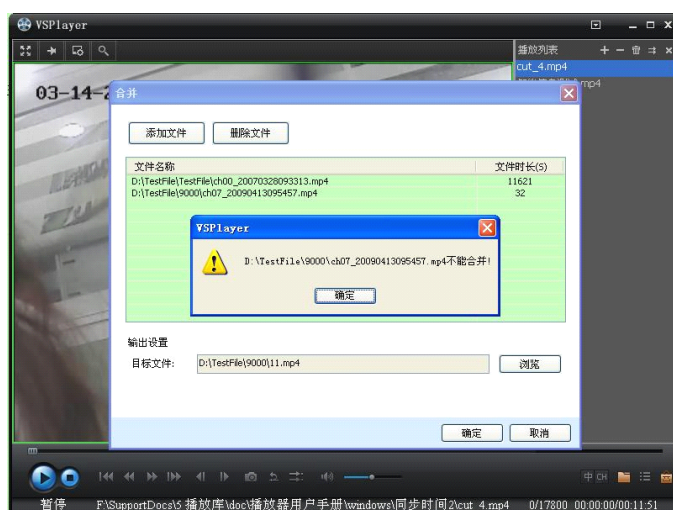 VSPlayer
播放列表
cut_4.mp4
mp4
03-14-2
合并
添加文件 删除文件
文件名称 文件时长(S)
D:\TestFile\TestFile\ch00_20070328093313.mp4 11621
D:\TestFile\9000\ch07_20090413095457.mp4 32
VSPlayer
D:\TestFile\9000\ch07_20090413095457.mp4不能合并!
确定
输出设置
目标文件: D:\TestFile\9000\11.mp4 浏览
确定 取消
中 CH
暂停 F:\SupportDocs\5 播放库\doc\播放器用户手册\windows\同步时间2\cut_4.mp4 0/17800 00:00:00/00:11:51